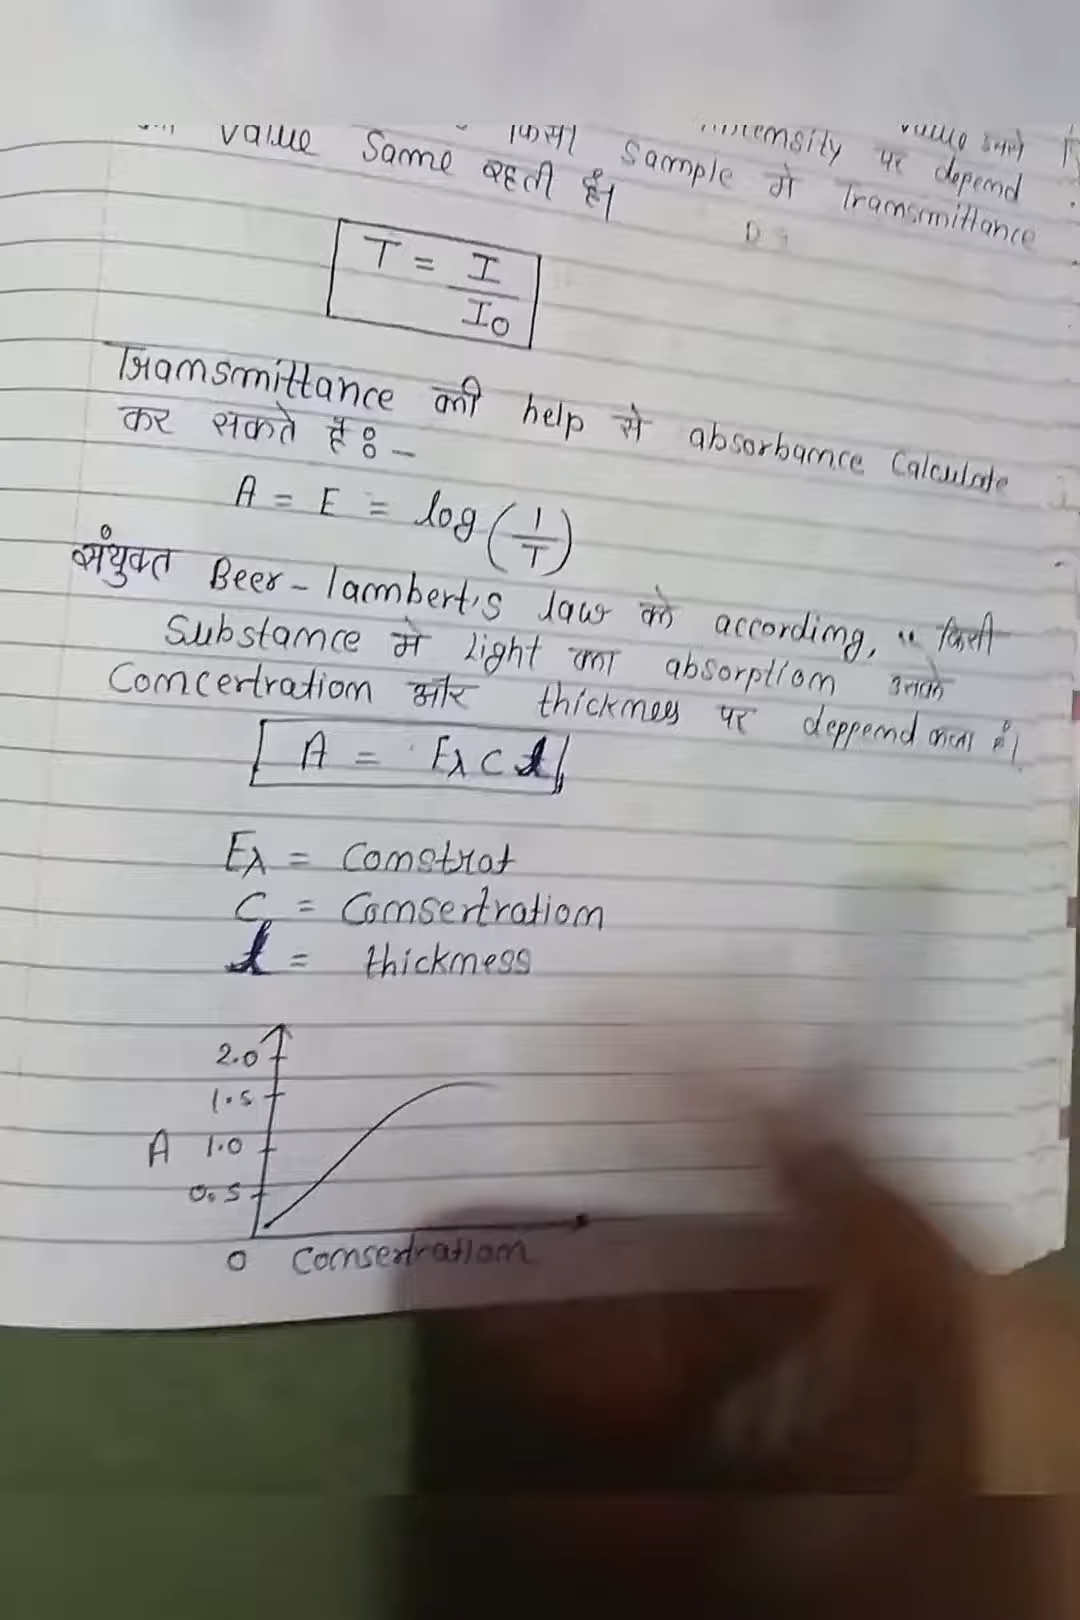 value same रहती है। किसी sample में Transmittance
पर depend
T = I
I0
Transmittance की help से absorbance Calculate
कर सकते हैं :-
A = E = log (1/T)
संयुक्त Beer-lambert's law के according, " किसी
Substance में Light का absorption उसके
Concertration और thickness पर deppend करता है।
A = Eλ C l
Eλ = Constrat
C = Consertration
l = thickness
2.0
1.5
A 1.0
0.5
0 Consertration